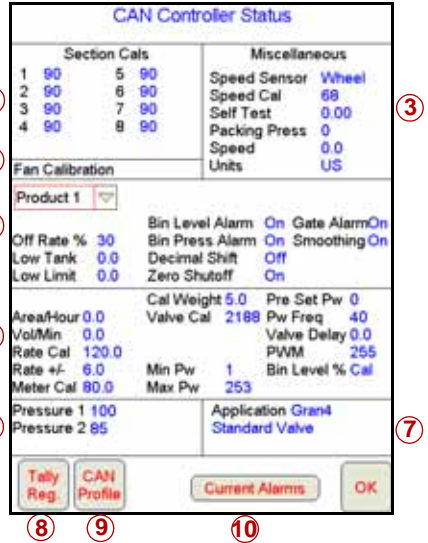 CAN Controller Status
Section Cals
1 90 5 90
2 90 6 90
3 90 7 90
4 90 8 90
Fan Calibration
Miscellaneous
Speed Sensor Wheel
Speed Cal 68
Self Test 0.00
Packing Press 0
Speed 0.0
Units US
3
Product 1
Bin Level Alarm On Gate Alarm On
Off Rate % 30 Bin Press Alarm On Smoothing On
Low Tank 0.0 Decimal Shift Off
Low Limit 0.0 Zero Shutoff On
Cal Weight 5.0 Pre Set Pw 0
Area/Hour 0.0 Valve Cal 2188 Pw Freq 40
Vol/Min 0.0 Valve Delay 0.0
Rate Cal 120.0 PWM 255
Rate +/- 6.0 Min Pw 1 Bin Level % Cal
Meter Cal 80.0 Max Pw 253
Pressure 1 100
Pressure 2 85
Application Gran4
Standard Valve
7
Tally Reg.
CAN Profile
Current Alarms
OK
8 9 10